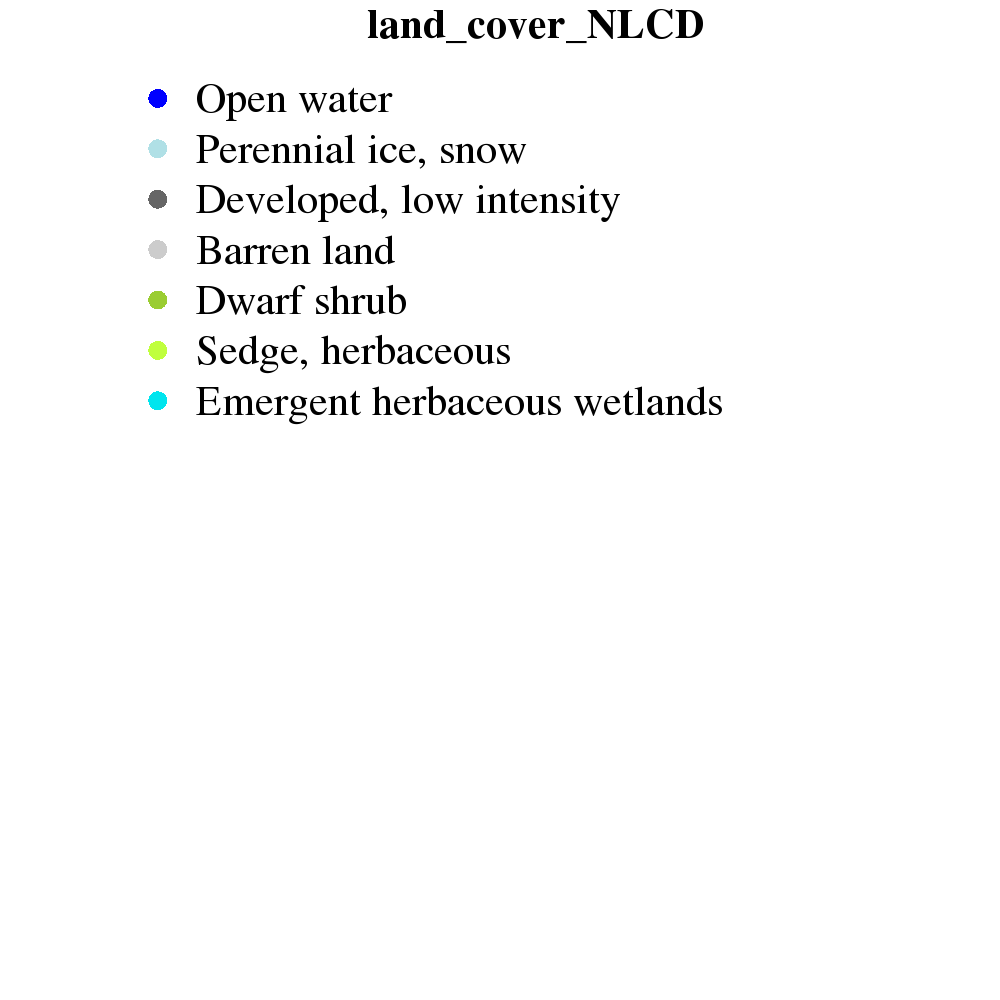 land_cover_NLCD
Open water
Perennial ice, snow
Developed, low intensity
Barren land
Dwarf shrub
Sedge, herbaceous
Emergent herbaceous wetlands